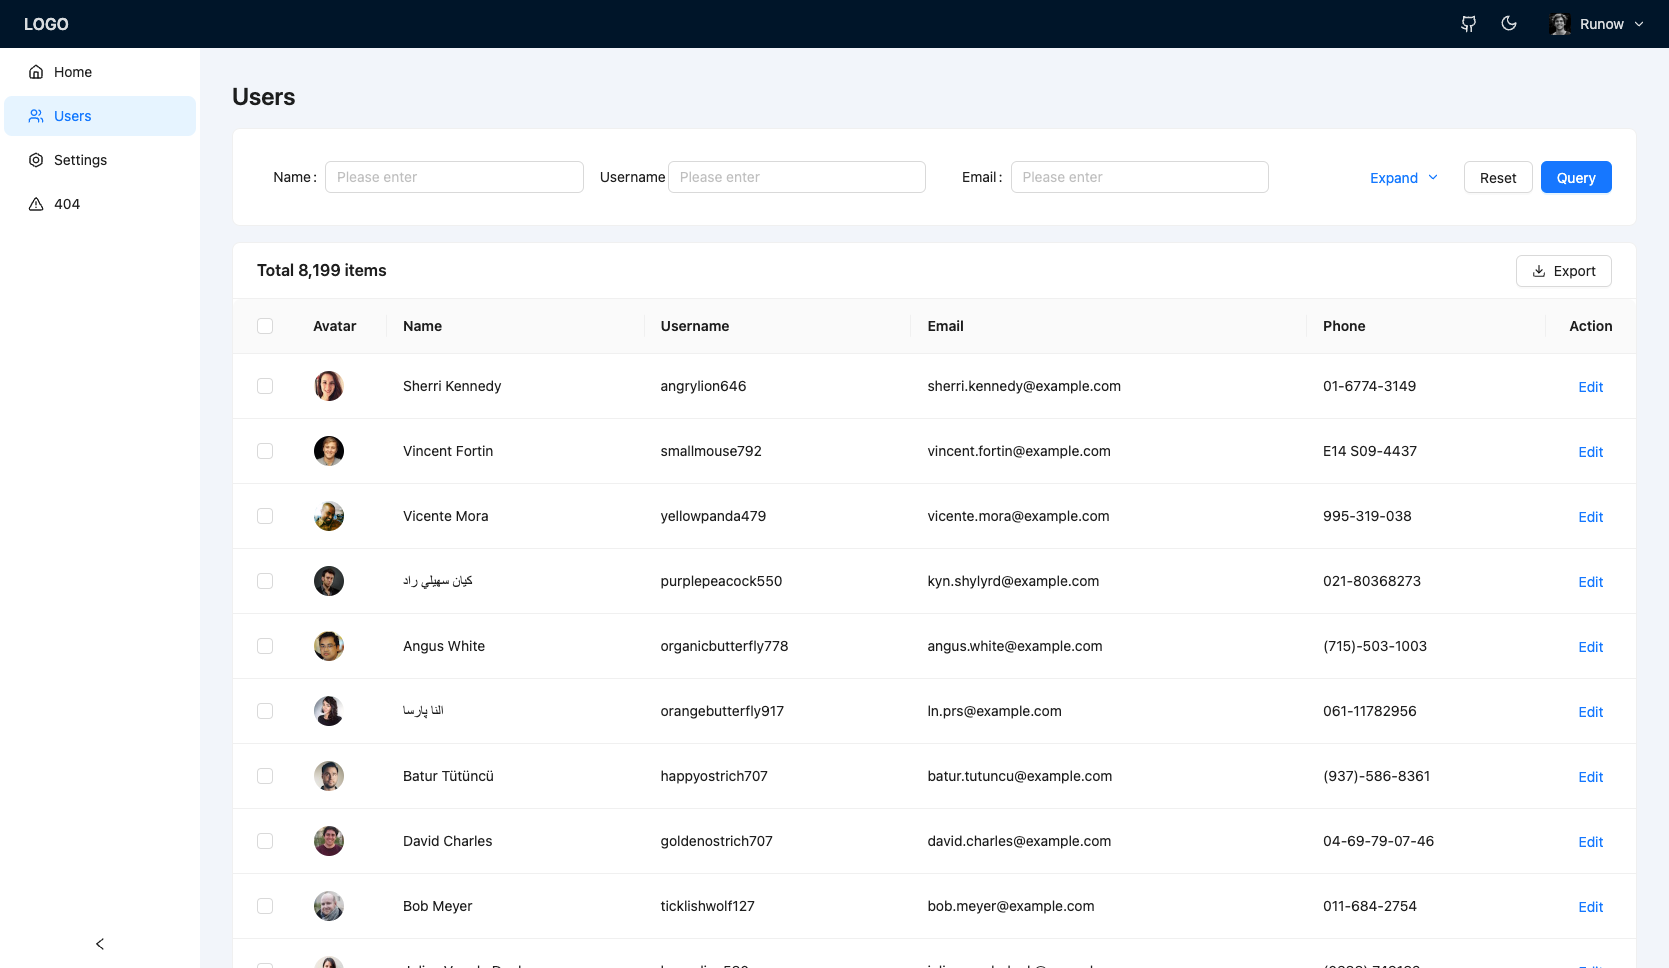 LOGO
Runow
Home
Users
Settings
404
Users
Name : Please enter Username Please enter Email : Please enter Expand Reset Query
Total 8,199 items Export
Avatar Name Username Email Phone Action
Sherri Kennedy angrylion646 sherri.kennedy@example.com 01-6774-3149 Edit
Vincent Fortin smallmouse792 vincent.fortin@example.com E14 S09-4437 Edit
Vicente Mora yellowpanda479 vicente.mora@example.com 995-319-038 Edit
کیان سهيلي راد purplepeacock550 kyn.shylyrd@example.com 021-80368273 Edit
Angus White organicbutterfly778 angus.white@example.com (715)-503-1003 Edit
النا پارسا orangebutterfly917 ln.prs@example.com 061-11782956 Edit
Batur Tütüncü happyostrich707 batur.tutuncu@example.com (937)-586-8361 Edit
David Charles goldenostrich707 david.charles@example.com 04-69-79-07-46 Edit
Bob Meyer ticklishwolf127 bob.meyer@example.com 011-684-2754 Edit